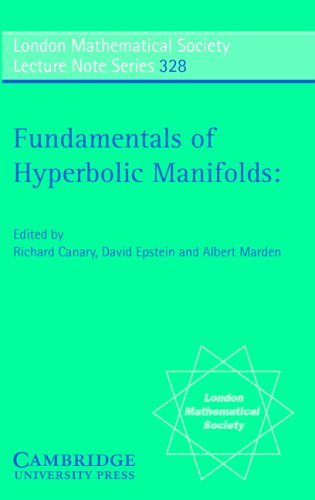 London Mathematical Society
Lecture Note Series 328
Fundamentals of
Hyperbolic Manifolds:
Edited by
Richard Canary, David Epstein and Albert Marden
London
Mathematical
Society
CAMBRIDGE
UNIVERSITY PRESS